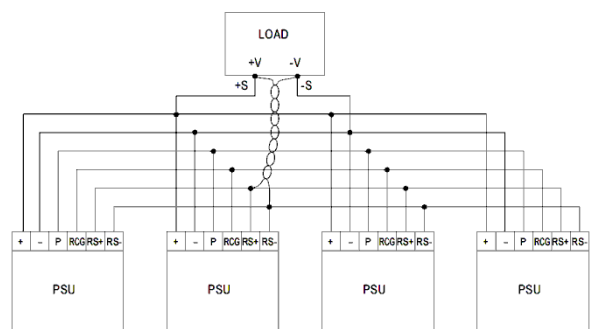 LOAD
+V -V
+S -S
+ – P RCG RS+ RS- + – P RCG RS+ RS- + – P RCG RS+ RS- + – P RCG RS+ RS-
PSU PSU PSU PSU